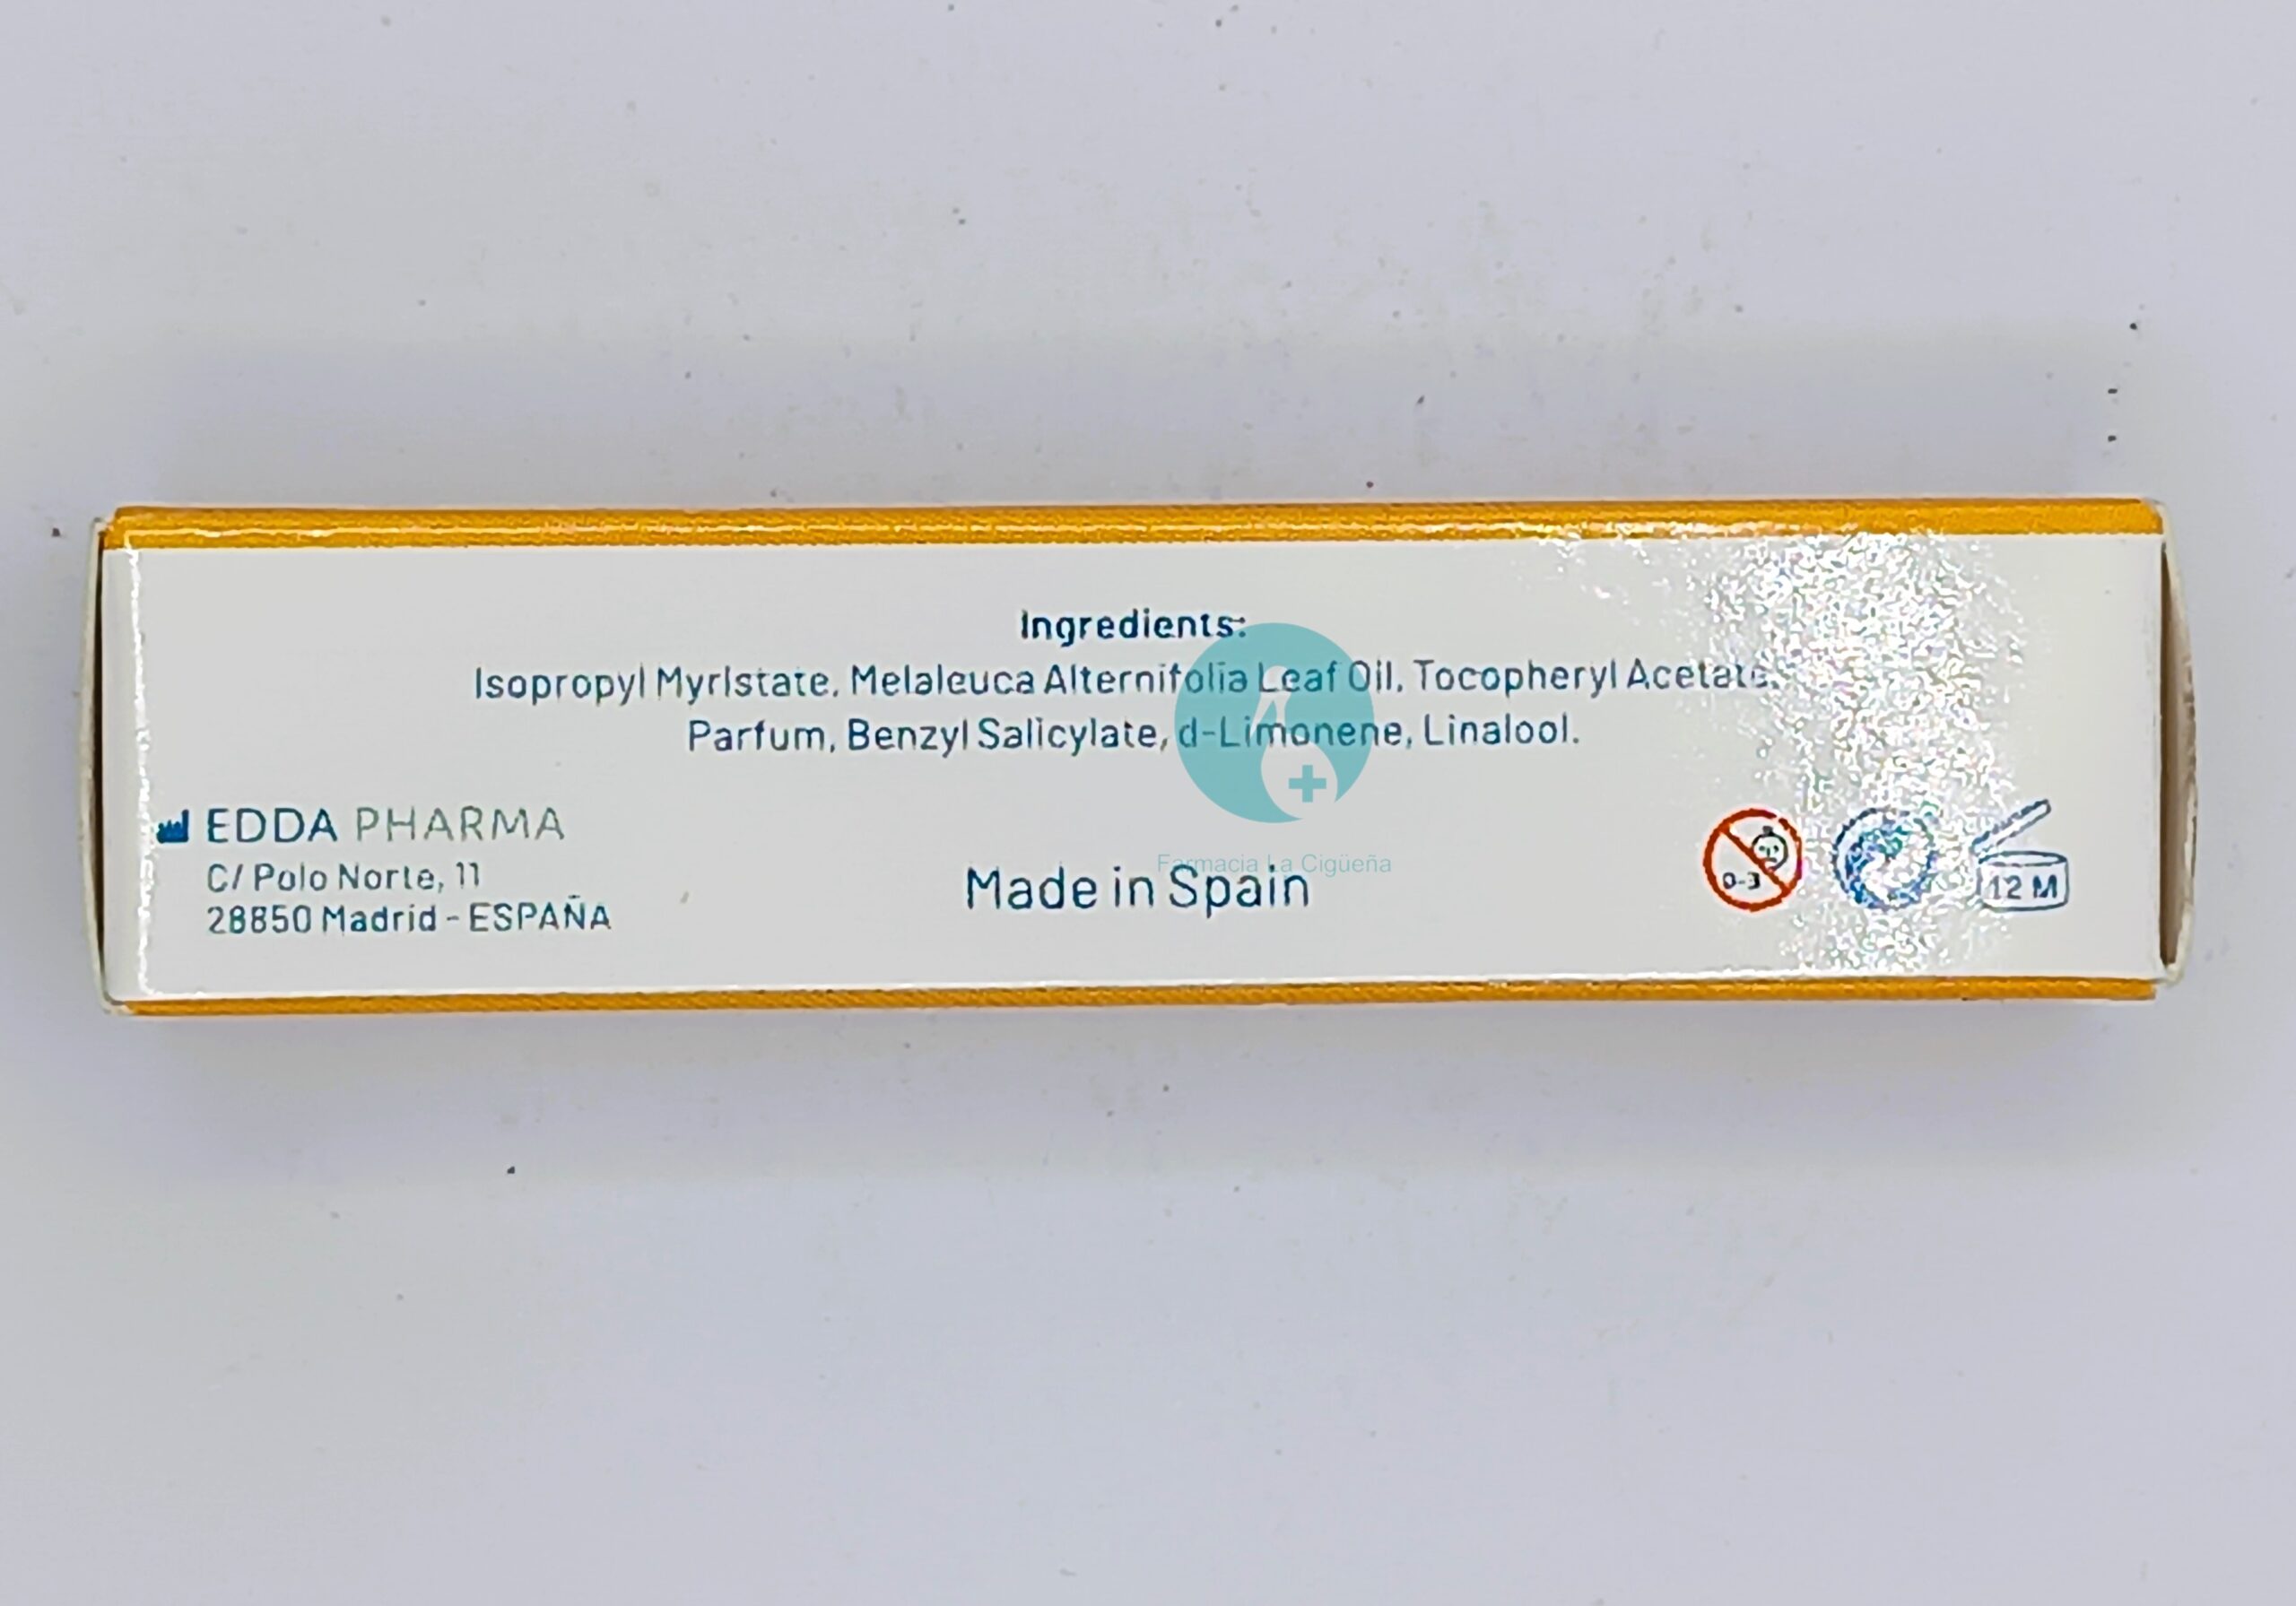 Ingredients:
Isopropyl Myristate, Melaleuca Alternifolia Leaf Oil, Tocopheryl Acetate,
Parfum, Benzyl Salicylate, d-Limonene, Linalool.
EDDA PHARMA
C/ Polo Norte, 11
28850 Madrid - ESPAÑA
Farmacia La Cigüeña
Made in Spain
0-3
12 M